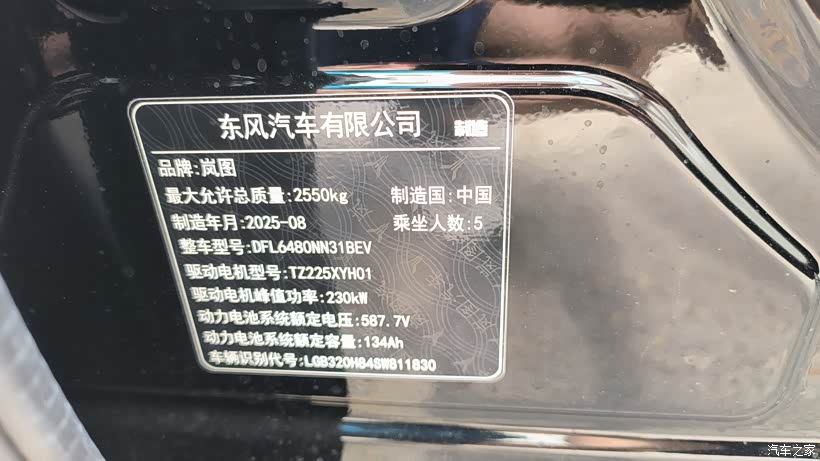 东风汽车有限公司 制造
品牌:岚图
最大允许总质量:2550kg 制造国:中国
制造年月:2025-08 乘坐人数:5
整车型号:DFL6480NN31BEV
驱动电机型号:TZ225XYH01
驱动电机峰值功率:230kW
动力电池系统额定电压:587.7V
动力电池系统额定容量:134Ah
车辆识别代号:LGB320H84SW811830
汽车之家